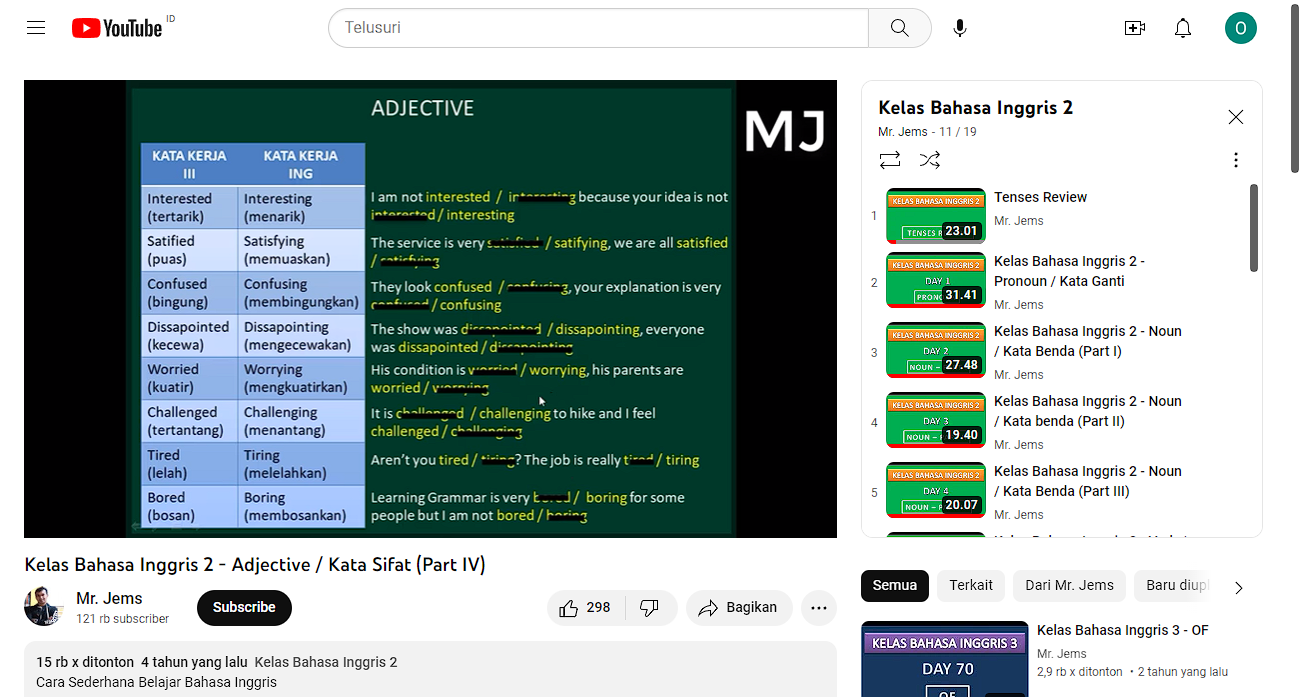 YouTube ID
Telusuri
O
ADJECTIVE
MJ
KATA KERJA III KATA KERJA ING
Interested (tertarik) Interesting (menarik)
Satified (puas) Satisfying (memuaskan)
Confused (bingung) Confusing (membingungkan)
Dissapointed (kecewa) Dissapointing (mengecewakan)
Worried (kuatir) Worrying (mengkuatirkan)
Challenged (tertantang) Challenging (menantang)
Tired (lelah) Tiring (melelahkan)
Bored (bosan) Boring (membosankan)
I am not interested / interesting because your idea is not
interested / interesting
The service is very satisfied / satifying, we are all satisfied
/ satisfying
They look confused / confusing, your explanation is very
confused / confusing
The show was dissapointed / dissapointing, everyone
was dissapointed / dissapointing
His condition is worried / worrying, his parents are
worried / worrying
It is challenged / challenging to hike and I feel
challenged / challenging
Aren't you tired / tiring? The job is really tired / tiring
Learning Grammar is very bored / boring for some
people but I am not bored / boring
Kelas Bahasa Inggris 2 - Adjective / Kata Sifat (Part IV)
Mr. Jems
121 rb subscriber
Subscribe
298
Bagikan
15 rb x ditonton 4 tahun yang lalu Kelas Bahasa Inggris 2
Cara Sederhana Belajar Bahasa Inggris
Kelas Bahasa Inggris 2
Mr. Jems - 11 / 19
1
KELAS BAHASA INGGRIS 2
TENSES
23.01
Tenses Review
Mr. Jems
2
KELAS BAHASA INGGRIS 2
DAY 1
31.41
Kelas Bahasa Inggris 2 -
Pronoun / Kata Ganti
Mr. Jems
3
KELAS BAHASA INGGRIS 2
DAY 2
NOUN –
27.48
Kelas Bahasa Inggris 2 - Noun
/ Kata Benda (Part I)
Mr. Jems
4
KELAS BAHASA INGGRIS 2
DAY 3
NOUN –
19.40
Kelas Bahasa Inggris 2 - Noun
/ Kata benda (Part II)
Mr. Jems
5
KELAS BAHASA INGGRIS 2
DAY 4
NOUN –
20.07
Kelas Bahasa Inggris 2 - Noun
/ Kata Benda (Part III)
Mr. Jems
Semua
Terkait
Dari Mr. Jems
Baru diupl
KELAS BAHASA INGGRIS 3
DAY 70
OF
Kelas Bahasa Inggris 3 - OF
Mr. Jems
2,9 rb x ditonton • 2 tahun yang lalu